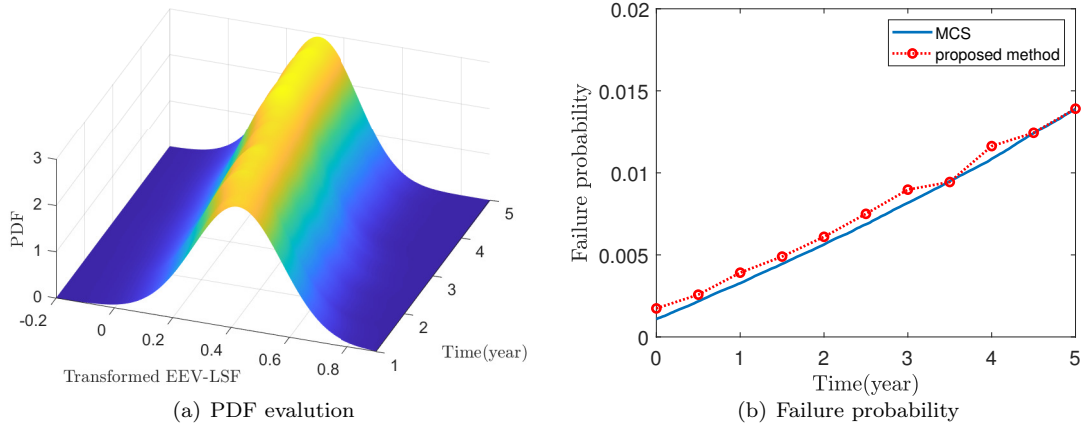 3
2
1
0
PDF
-0.2
0
0.2
0.4
0.6
0.8
Transformed EEV-LSF
1
2
3
4
5
Time(year)
(a) PDF evalution
0.02
0.015
0.01
0.005
0
Failure probability
MCS
proposed method
0
1
2
3
4
5
Time(year)
(b) Failure probability